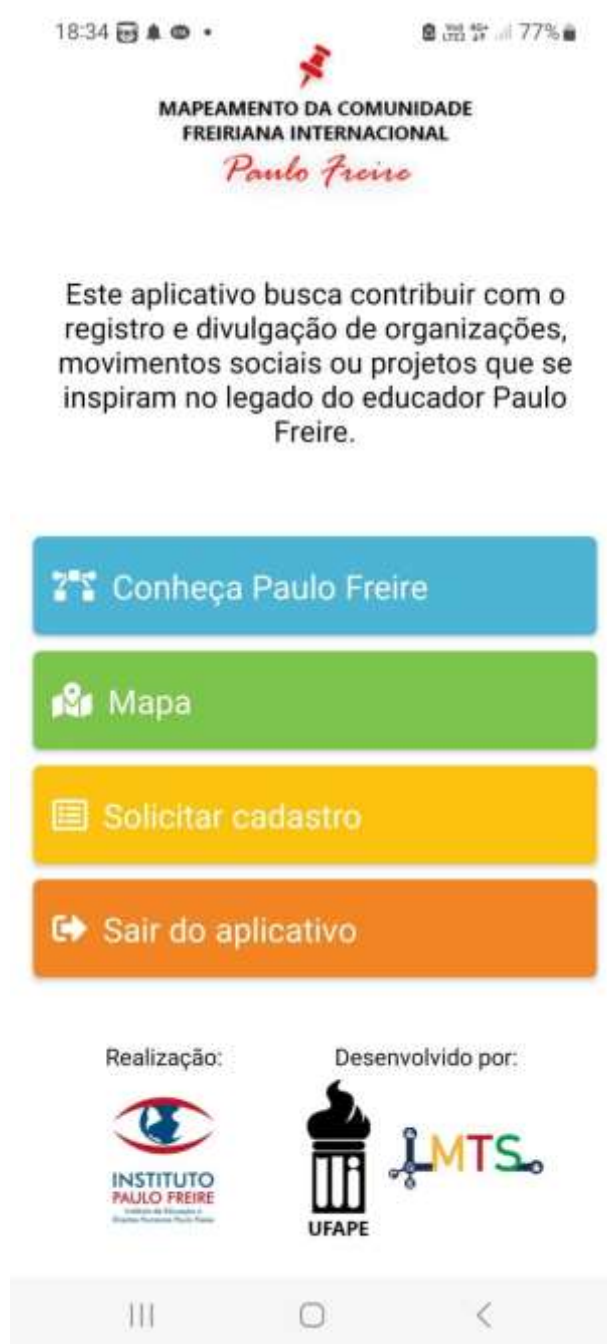 18:34
77%
MAPEAMENTO DA COMUNIDADE
FREIRIANA INTERNACIONAL
Paulo Freire
Este aplicativo busca contribuir com o
registro e divulgação de organizações,
movimentos sociais ou projetos que se
inspiram no legado do educador Paulo
Freire.
Conheça Paulo Freire
Mapa
Solicitar cadastro
Sair do aplicativo
Realização:
Desenvolvido por:
INSTITUTO
PAULO FREIRE
UFAPE
LMTS